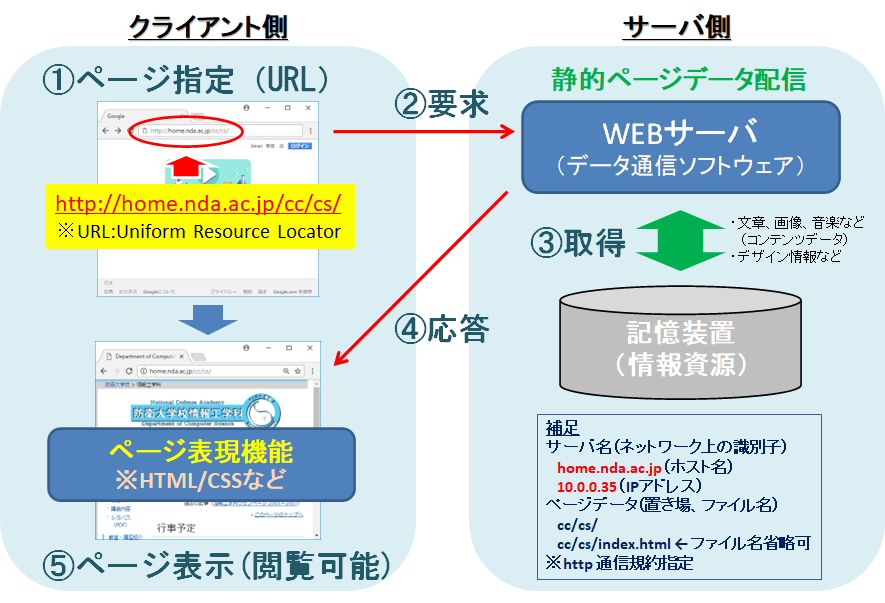 クライアント側
サーバ側
①ページ指定（URL）
静的ページデータ配信
②要求
Google
http://home.nda.ac.jp/cc/cs/
Gmail 画像
ログイン
WEBサーバ
（データ通信ソフトウェア）
http://home.nda.ac.jp/cc/cs/
※URL:Uniform Resource Locator
③取得
・文章、画像、音楽など
（コンテンツデータ）
・デザイン情報など
日本
広告 ビジネス Googleについて プライバシー 規約 設定 Google.com を使用
④応答
記憶装置
（情報資源）
Department of Compute
home.nda.ac.jp/cc/cs/
防衛大学校 > 情報工学科
National Defense Academy
防衛大学校情報工学科
Department of Computer Science
ページ表現機能
※HTML/CSSなど
講義内容
シラバス
(PDF)
教官・講座紹介
このページのトップへ
行事予定
⑤ページ表示(閲覧可能)
補足
サーバ名(ネットワーク上の識別子)
home.nda.ac.jp(ホスト名)
10.0.0.35(IPアドレス)
ページデータ(置き場、ファイル名)
cc/cs/
cc/cs/index.html←ファイル名省略可
※http 通信規約指定